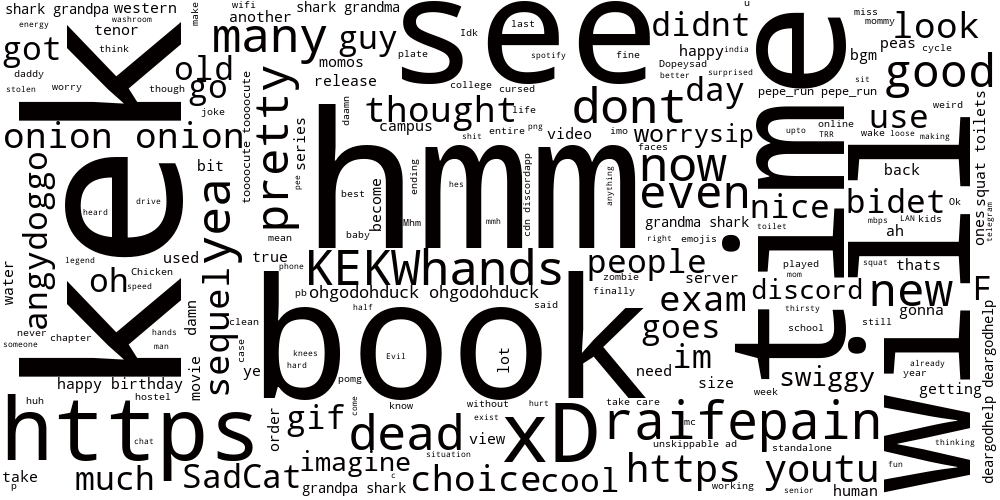 shark grandpa western
energy
washroom
tenor
make
wifi
another
shark grandma
Idk
see
last
spotify
fine
didnt
u
miss
mommy
look
got
think
many guy
plate
momos
release
happy india
Dopeysad
better
surprised
bgm
peas
cycle
daddy
stolen
worry
though
old
go
joke
kek
college
cursed
day
sit
good
pepe_run pepe_run
time
onion onion
bit
toooocute toooocute
pretty
series
pee
mean
daamn
thought
campus
life
shit
entire
png
video
dont
imo
worrysip
faces
upto
online
TRR
use
wake
loose
making
weird
squat toilets
ones
telegram
angydoggo
heard
drive
yea
hmm
best
become
baby
ending
Mhm
hes
mmh
cdn discordapp
anything
now
even
grandma shark
right
emojis
nice
toilet
back
bidet
Ok
mbps
LAN
kids
ah
water
legend
oh
Chicken
speed
used
sequel
true
phone
KEKWhands
people
zombie
finally
server
played
mom
squat
thats
never
someone
chapter
hands
man
damn
clean
case
pb
ohgodohduck ohgodohduck
half
said
exam
discord
thirsty
new
gonna
F
book
knees
hard
Evil
lot
goes
school
still
will
happy birthday
hostel
movie
ye
pomg
im
need
size
week
swiggy
already
year
getting
deargodhelp deargodhelp
https
huh
chat
order
gif
come
know
without
exist
hurt
take care
mc
raifepain
thinking
dead
view
xD
situation
unskippable ad
standalone
take
p
much
SadCat
imagine
c
grandpa shark
choice
cool
https youtu
working
senior
human
fun